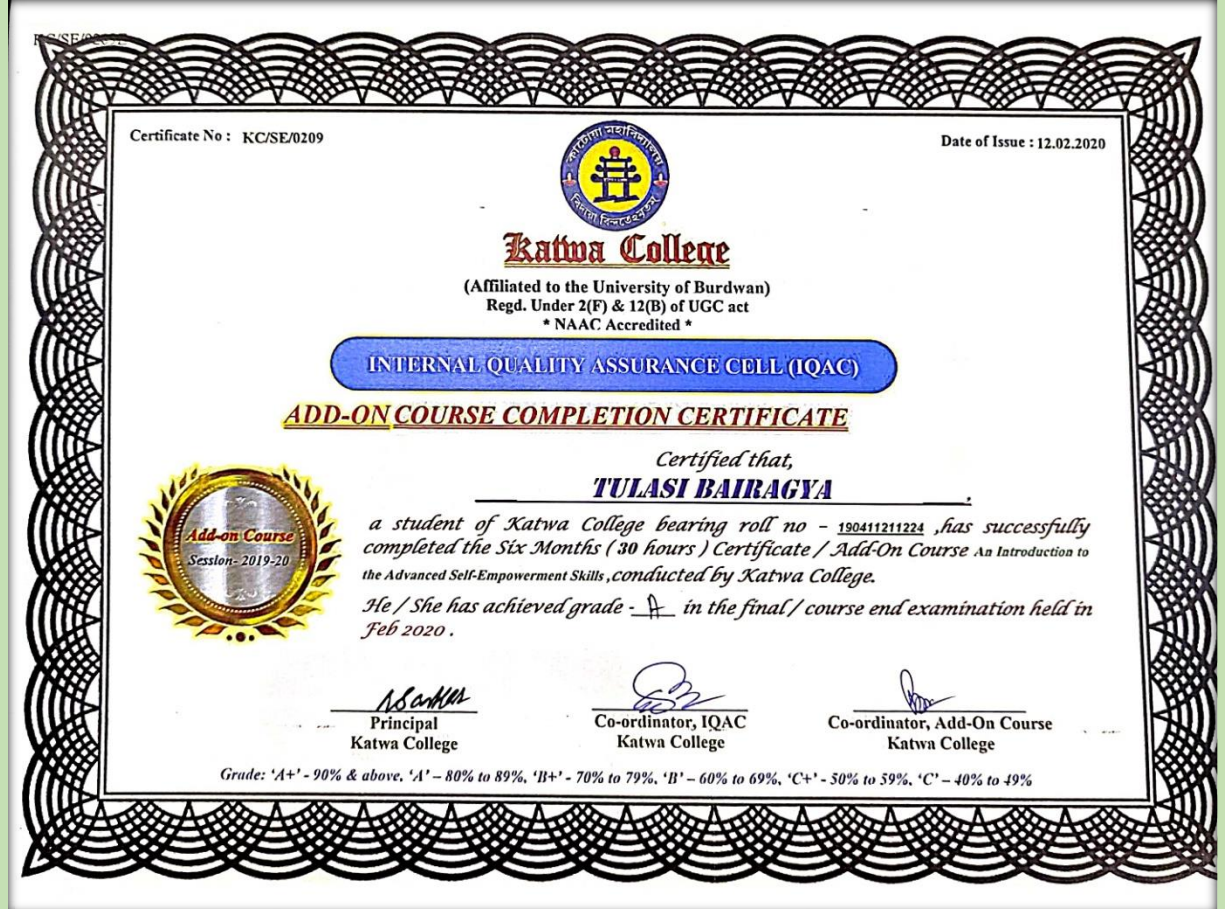 Certificate No : KC/SE/0209
Date of Issue : 12.02.2020
কাটোয়া মহাবিদ্যালয়
Katwa College
(Affiliated to the University of Burdwan)
Regd. Under 2(F) & 12(B) of UGC act
* NAAC Accredited *
INTERNAL QUALITY ASSURANCE CELL (IQAC)
ADD-ON COURSE COMPLETION CERTIFICATE
Certified that,
TULASI BAIRAGYA
a student of Katwa College bearing roll no – 190411211224 ,has successfully
completed the Six Months ( 30 hours ) Certificate / Add-On Course An Introduction to
the Advanced Self-Empowerment Skills,conducted by Katwa College.
He / She has achieved grade - A in the final / course end examination held in
Feb 2020 .
Add-on Course
Session- 2019-20
Principal
Katwa College
Co-ordinator, IQAC
Katwa College
Co-ordinator, Add-On Course
Katwa College
Grade: 'A+' - 90% & above, 'A' – 80% to 89%, 'B+' - 70% to 79%, 'B' – 60% to 69%, 'C+' - 50% to 59%, 'C' – 40% to 49%